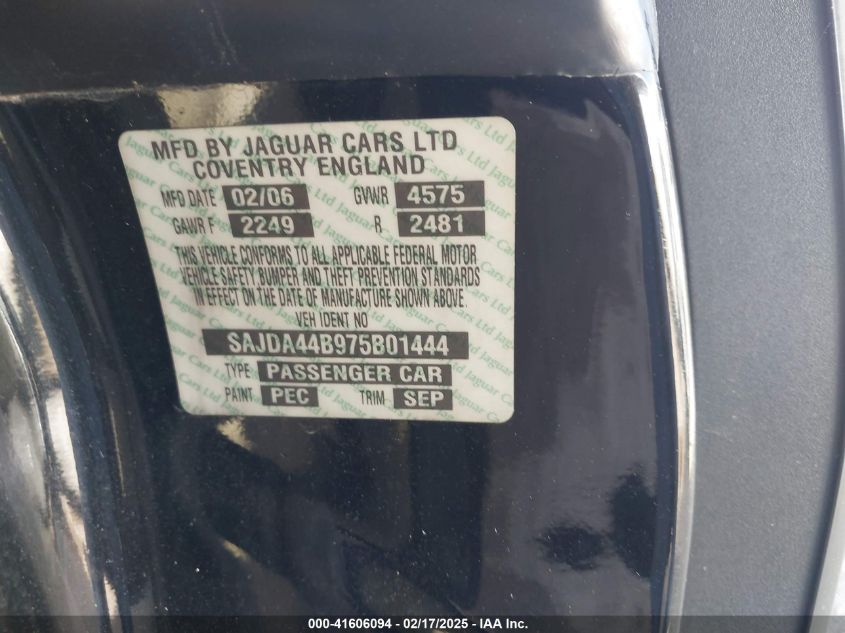 MFD BY JAGUAR CARS LTD
COVENTRY ENGLAND
MFD DATE 02/06 GVWR 4575
GAWR F 2249 R 2481
THIS VEHICLE CONFORMS TO ALL APPLICABLE FEDERAL MOTOR
VEHICLE SAFETY, BUMPER AND THEFT PREVENTION STANDARDS
IN EFFECT ON THE DATE OF MANUFACTURE SHOWN ABOVE.
VEH IDENT NO
SAJDA44B975B01444
TYPE PASSENGER CAR
PAINT PEC TRIM SEP
000-41606094 - 02/17/2025 - IAA Inc.